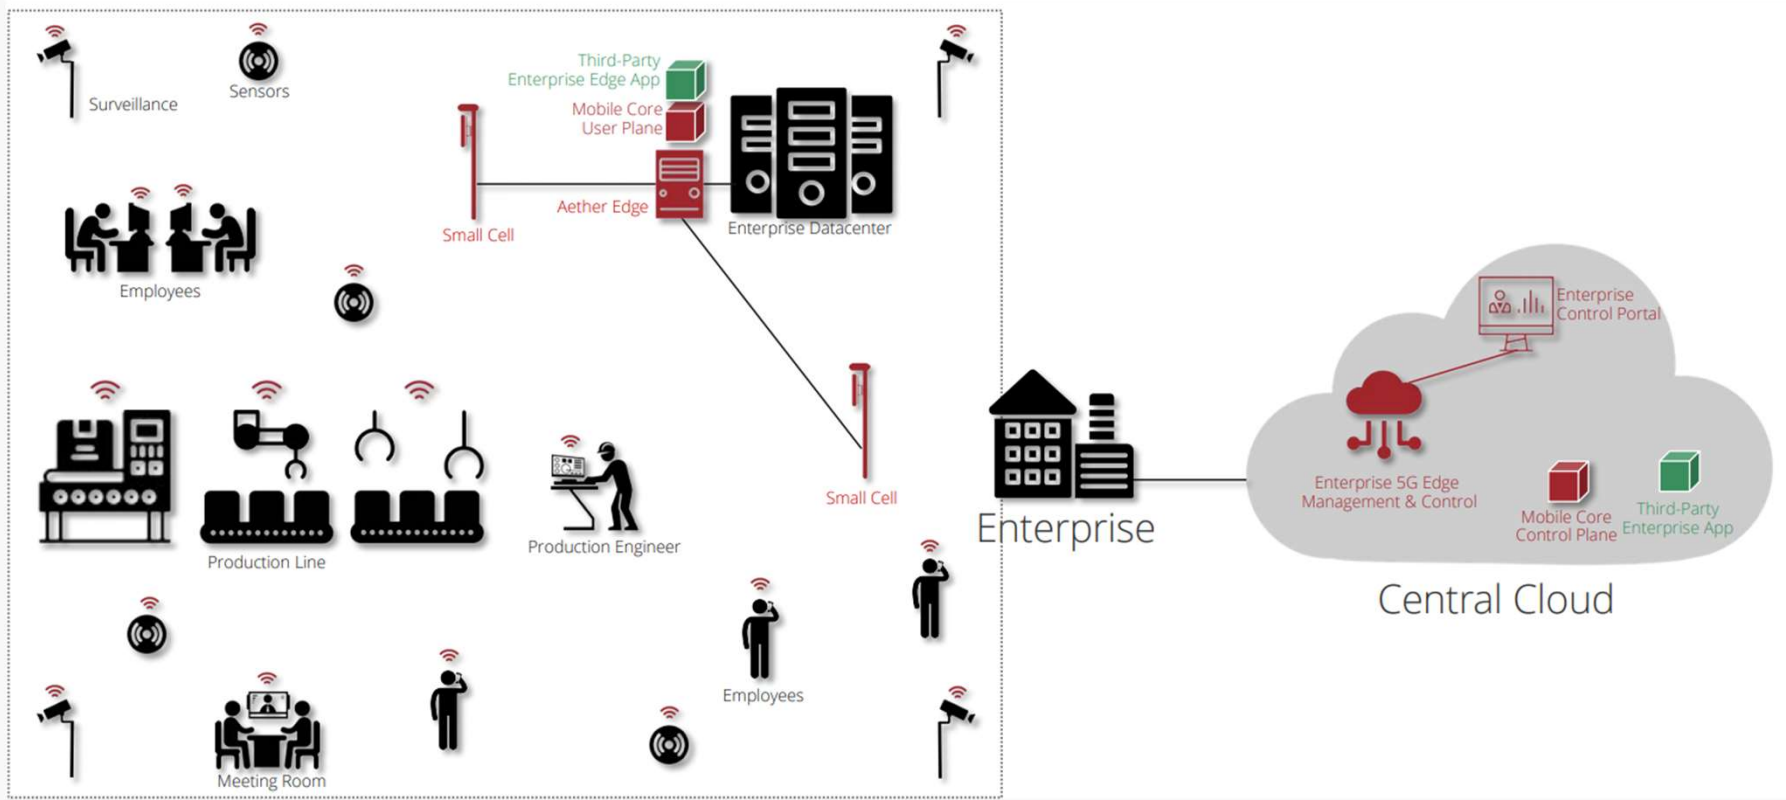 Surveillance
Sensors
Third-Party
Enterprise Edge App
Mobile Core
User Plane
Aether Edge
Small Cell
Enterprise Datacenter
Employees
Production Line
Production Engineer
Small Cell
Employees
Meeting Room
Enterprise
Enterprise
Control Portal
Enterprise 5G Edge
Management & Control
Mobile Core
Control Plane
Third-Party
Enterprise App
Central Cloud